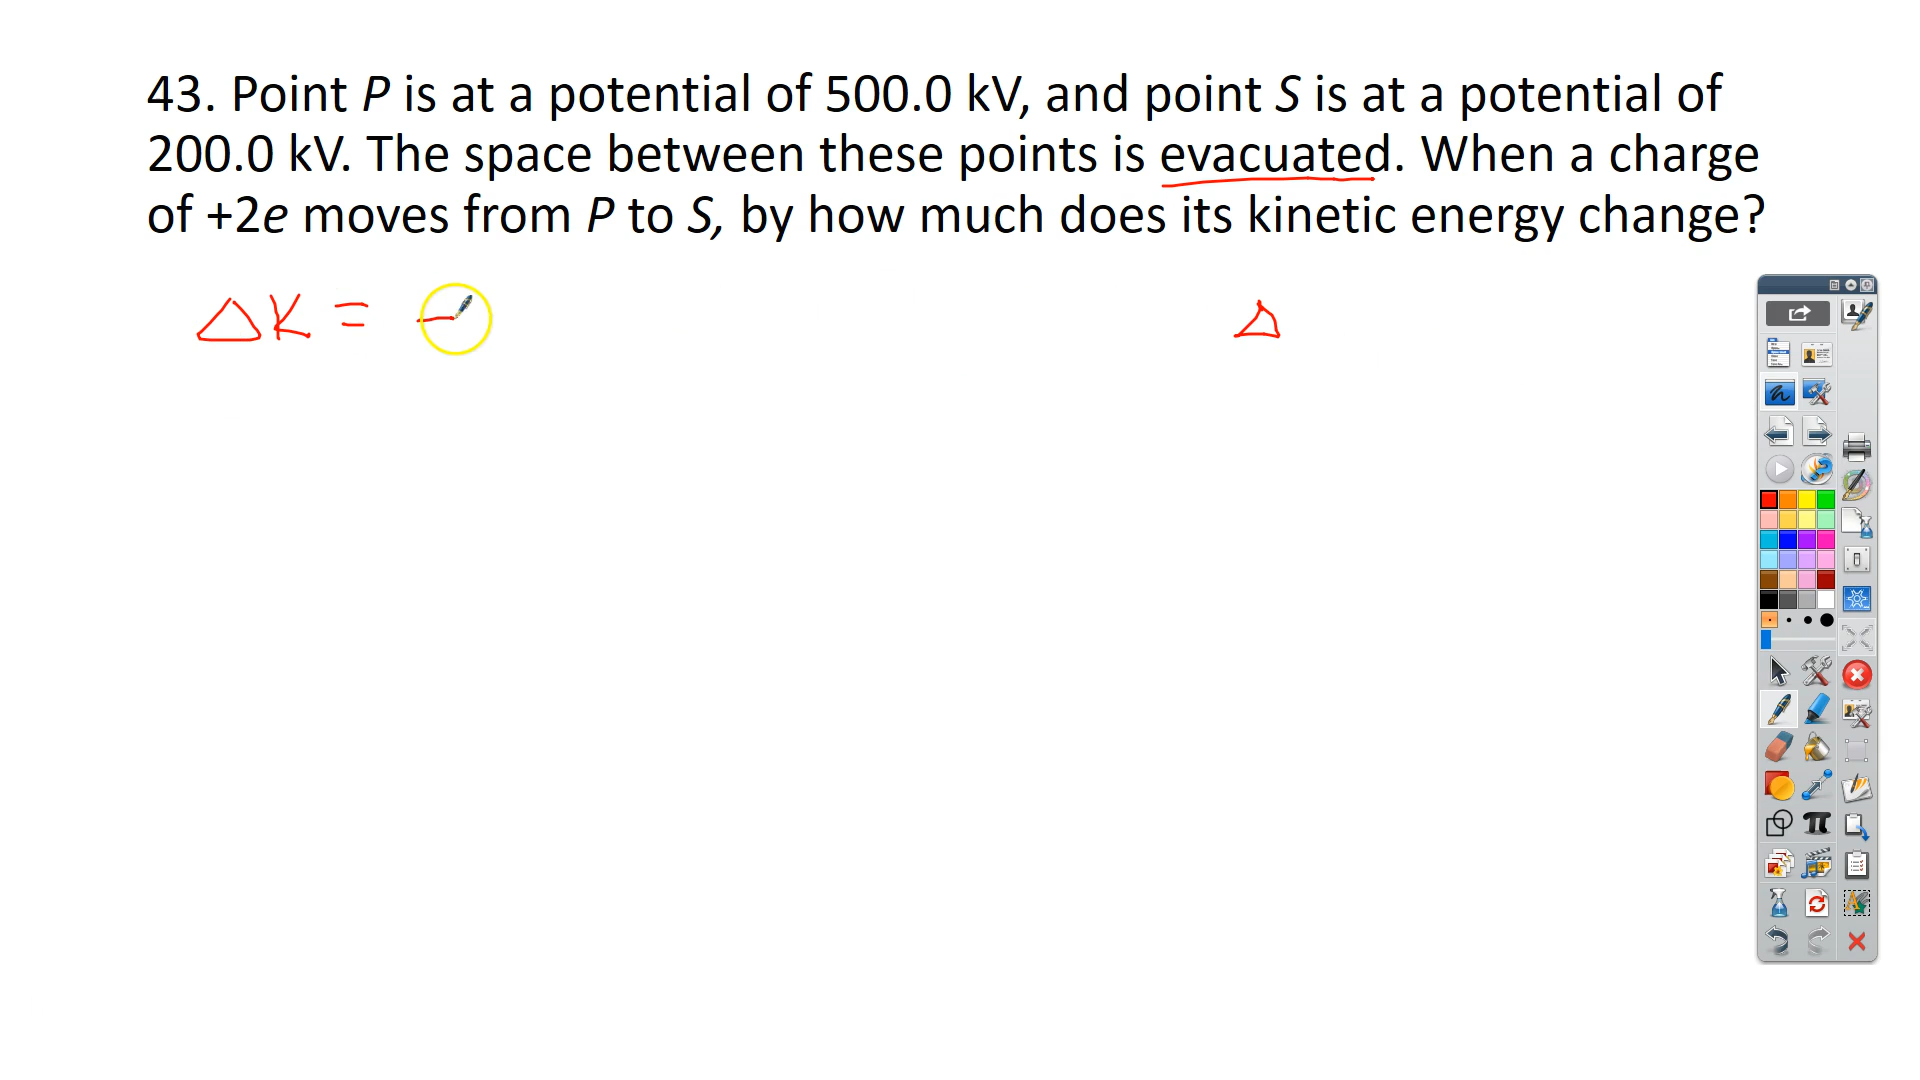 43. Point P is at a potential of 500.0 kV, and point S is at a potential of
200.0 kV. The space between these points is evacuated. When a charge
of +2e moves from P to S, by how much does its kinetic energy change?
ΔK = − Δ